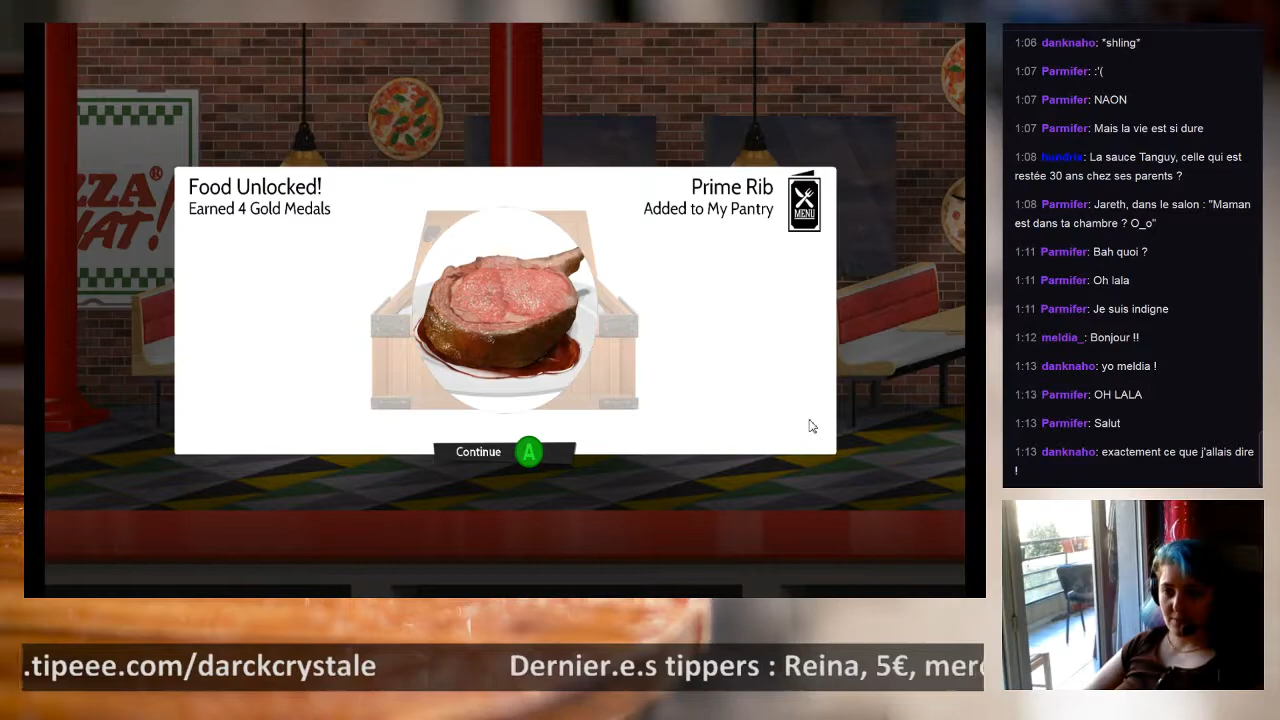 ZZA®
HAT!
Food Unlocked!
Earned 4 Gold Medals
Prime Rib
Added to My Pantry
MENU
Continue A
1:06 danknaho: *shling*
1:07 Parmifer: :'(
1:07 Parmifer: NAON
1:07 Parmifer: Mais la vie est si dure
1:08 hundrix: La sauce Tanguy, celle qui est
restée 30 ans chez ses parents ?
1:08 Parmifer: Jareth, dans le salon : "Maman
est dans ta chambre ? O_o"
1:11 Parmifer: Bah quoi ?
1:11 Parmifer: Oh lala
1:11 Parmifer: Je suis indigne
1:12 meldia_: Bonjour !!
1:13 danknaho: yo meldia !
1:13 Parmifer: OH LALA
1:13 Parmifer: Salut
1:13 danknaho: exactement ce que j'allais dire
!
.tipeee.com/darckcrystale Dernier.e.s tippers : Reina, 5€, merc